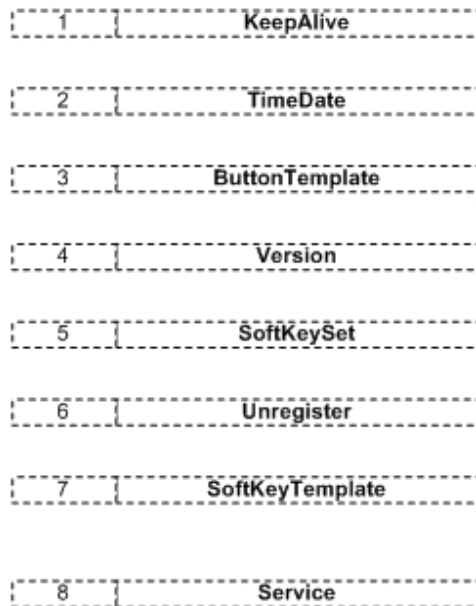 1 KeepAlive
2 TimeDate
3 ButtonTemplate
4 Version
5 SoftKeySet
6 Unregister
7 SoftKeyTemplate
8 Service